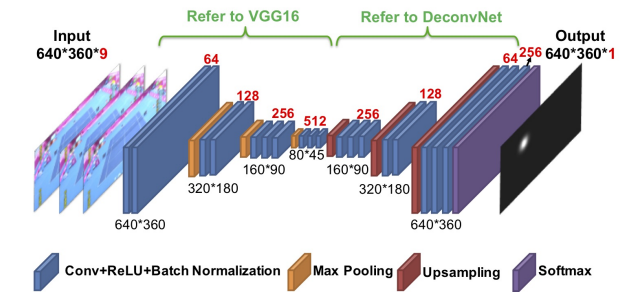 Refer to VGG16
Refer to DeconvNet
Input
640*360*9
Output
640*360*1
64
128
256
512
256
128
64
256
640*360
320*180
160*90
80*45
160*90
320*180
640*360
Conv+ReLU+Batch Normalization
Max Pooling
Upsampling
Softmax